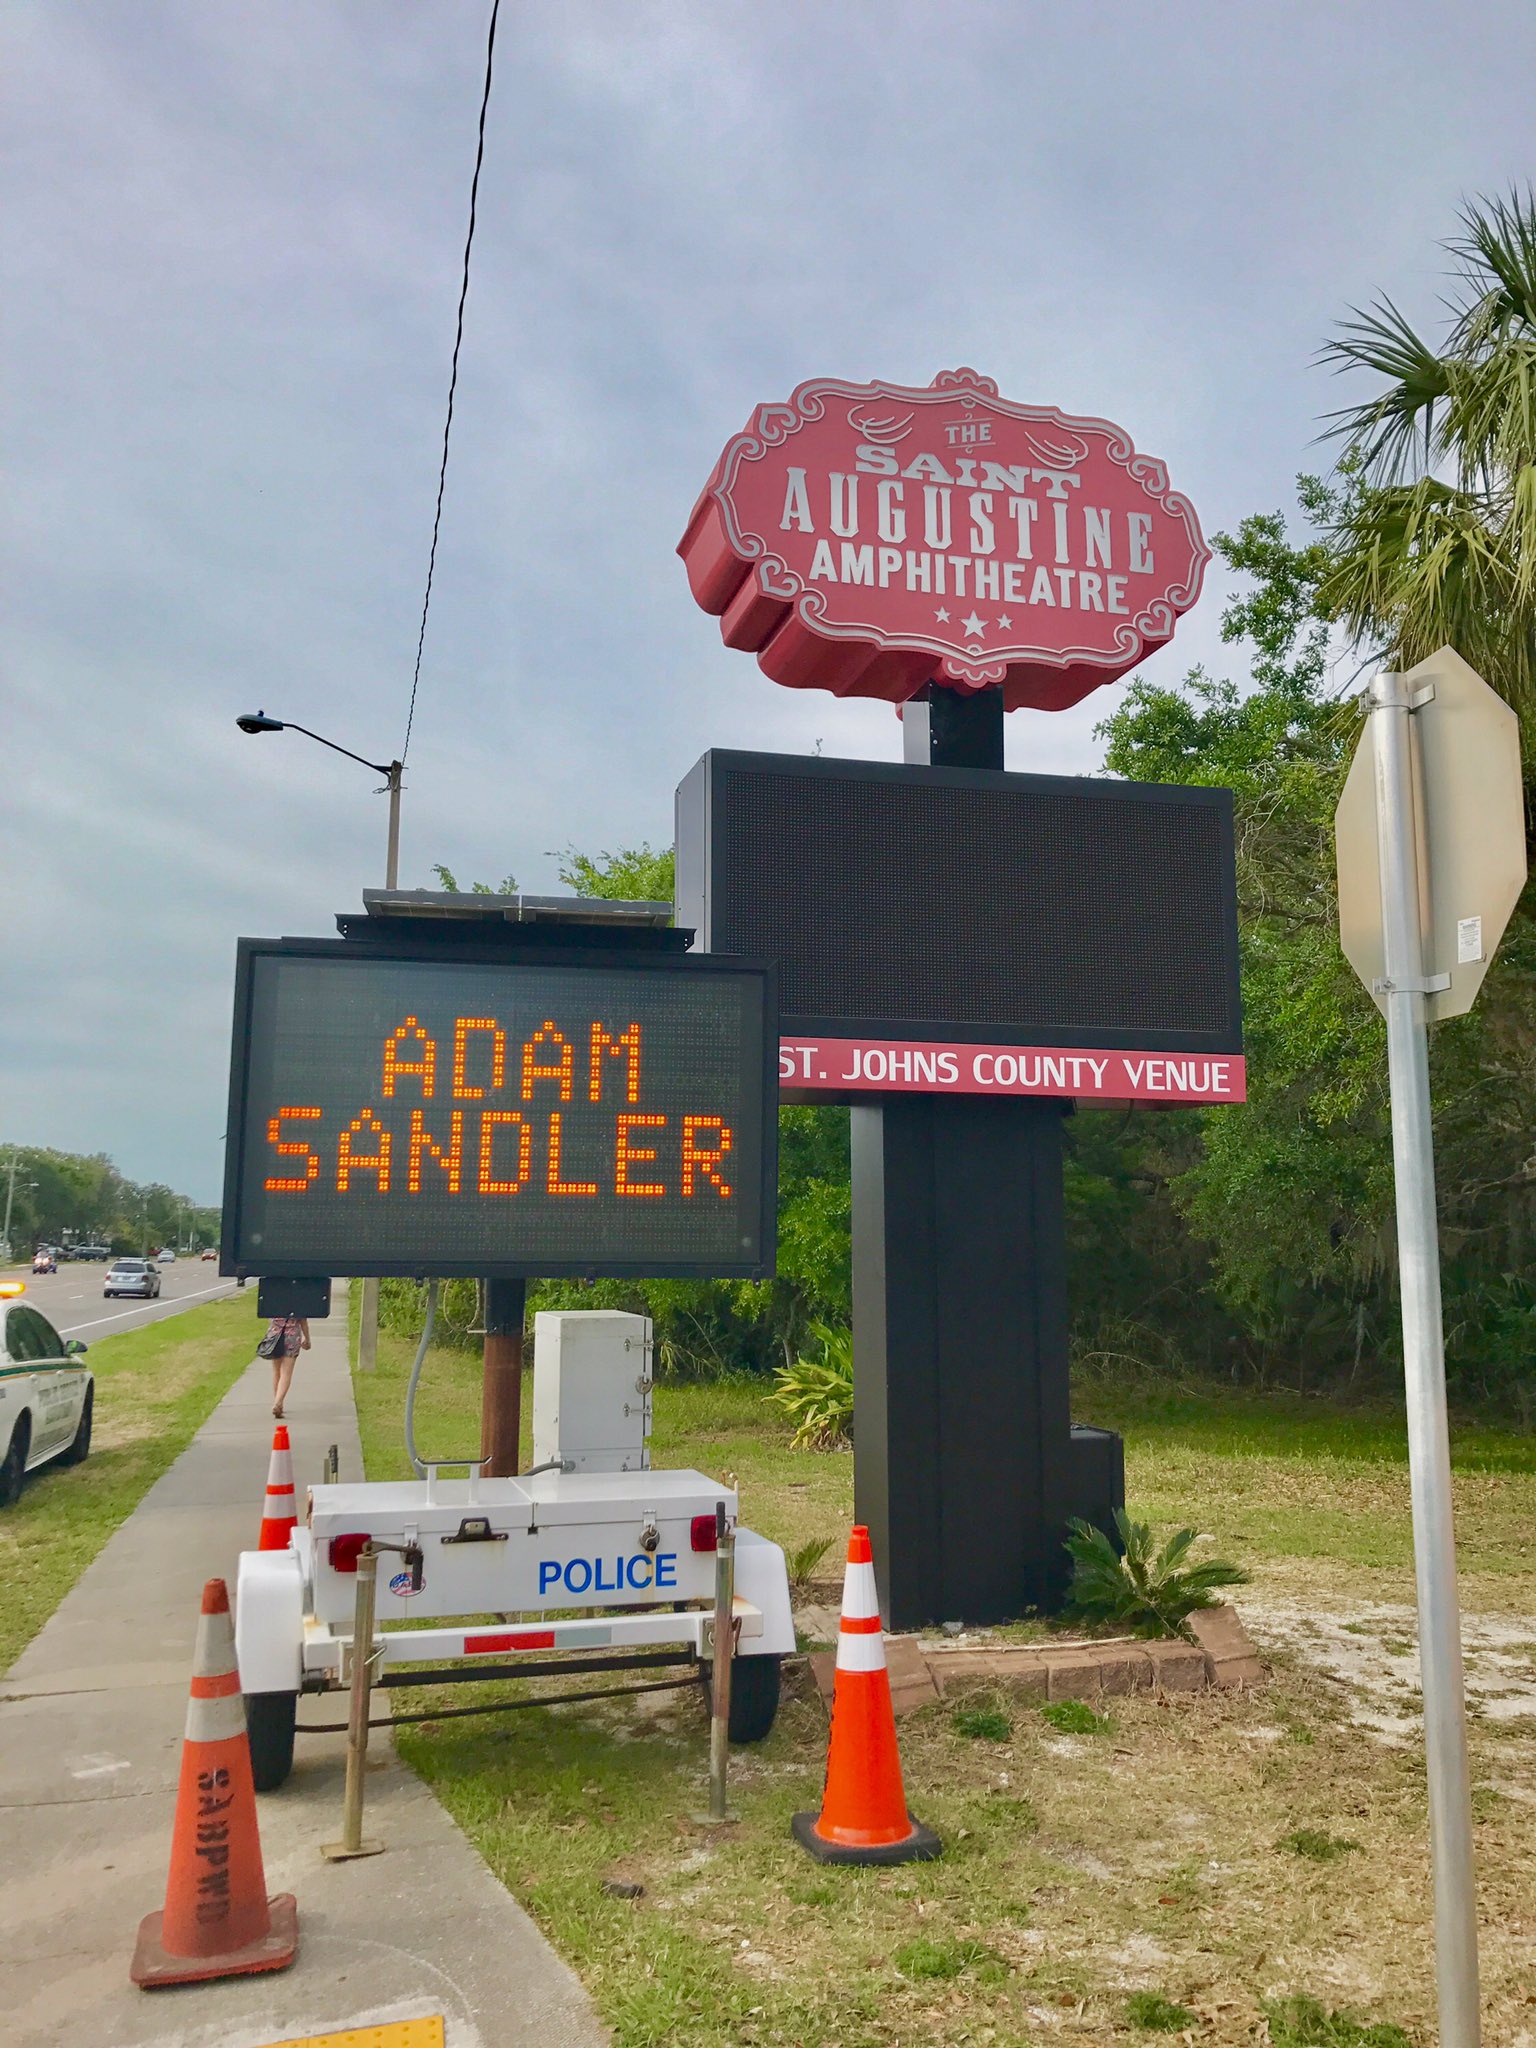 THE
SAINT
AUGUSTINE
AMPHITHEATRE
ST. JOHNS COUNTY VENUE
ADAM
SANDLER
POLICE
SABPWD